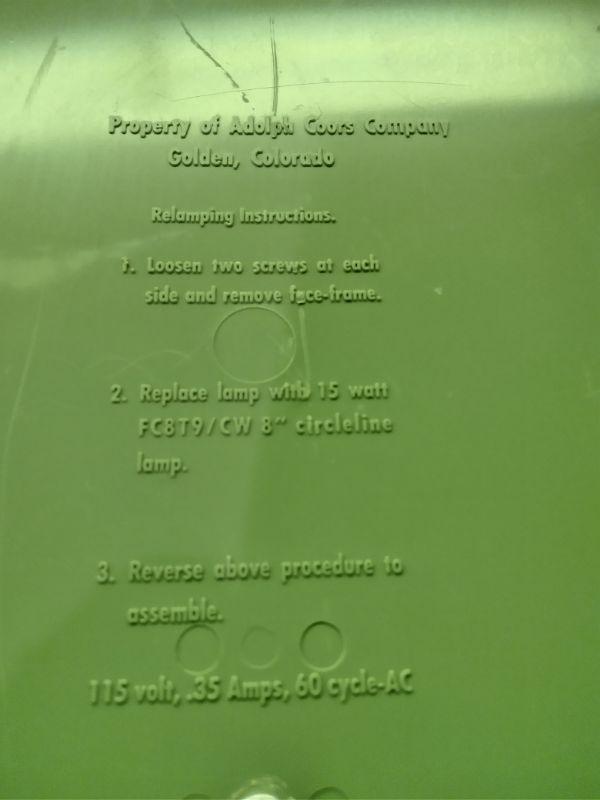 Property of Adolph Coors Company
Golden, Colorado
Relamping Instructions.
1. Loosen two screws at each
side and remove face-frame.
2. Replace lamp with 15 watt
FC8T9/CW 8" circleline
lamp.
3. Reverse above procedure to
assemble.
115 volt, .35 Amps, 60 cycle-AC